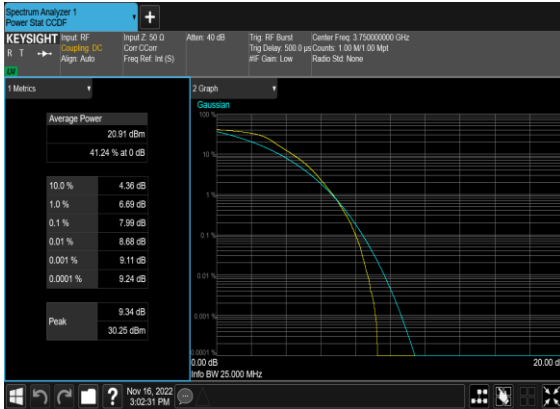 Spectrum Analyzer 1
Power Stat CCDF
KEYSIGHT
R T
Input: RF
Coupling: DC
Align: Auto
Input Z: 50 Ω
Corr CCorr
Freq Ref: Int (S)
Atten: 40 dB
Trig: RF Burst
Trig Delay: 500.0 µs
#IF Gain: Low
Center Freq: 3.750000000 GHz
Counts: 1.00 M/1.00 Mpt
Radio Std: None
1 Metrics
Average Power
20.91 dBm
41.24 % at 0 dB
10.0 % 4.36 dB
1.0 % 6.69 dB
0.1 % 7.99 dB
0.01 % 8.68 dB
0.001 % 9.11 dB
0.0001 % 9.24 dB
Peak
9.34 dB
30.25 dBm
2 Graph
Gaussian
100 %
10 %
1 %
0.1 %
0.01 %
0.001 %
0.0001 %
0.00 dB
20.00 d
Info BW 25.000 MHz
?
Nov 16, 2022
3:02:31 PM